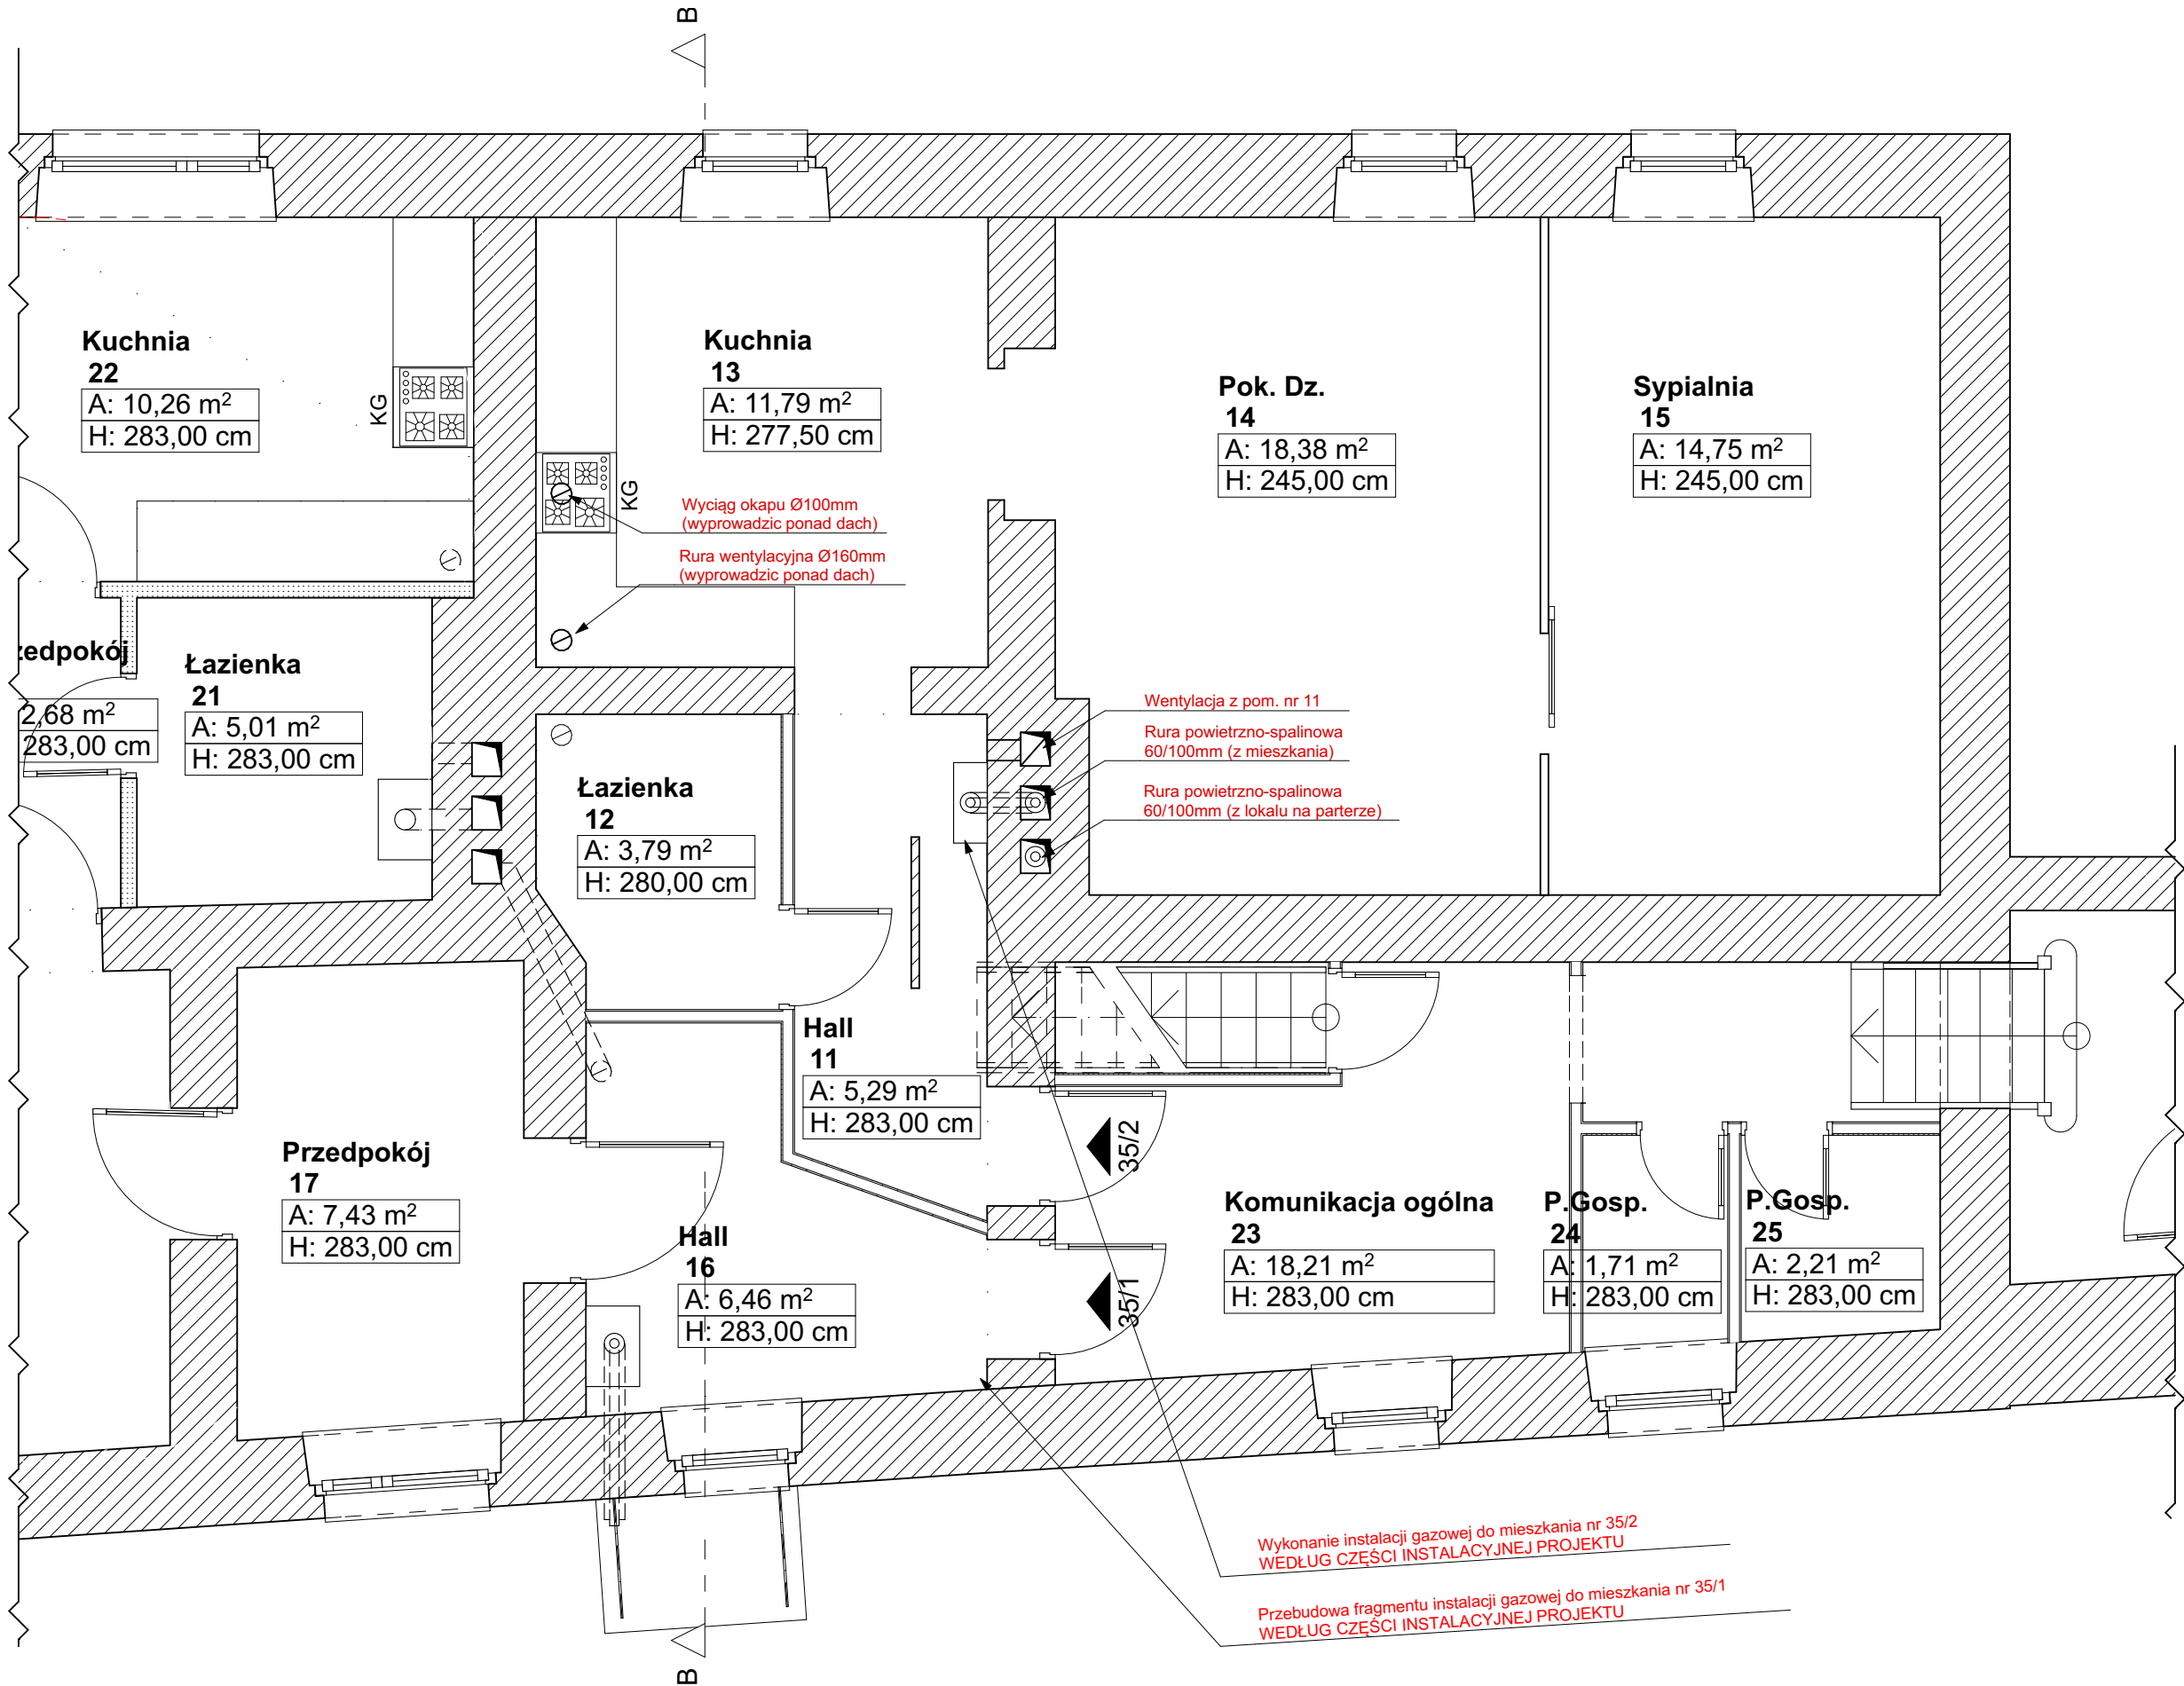 B
Kuchnia
22
A: 10,26 m²
H: 283,00 cm
KG
Kuchnia
13
A: 11,79 m²
H: 277,50 cm
KG
Wyciąg okapu Ø100mm
(wyprowadzic ponad dach)
Rura wentylacyjna Ø160mm
(wyprowadzic ponad dach)
Pok. Dz.
14
A: 18,38 m²
H: 245,00 cm
Sypialnia
15
A: 14,75 m²
H: 245,00 cm
zedpokój
2,68 m²
283,00 cm
Łazienka
21
A: 5,01 m²
H: 283,00 cm
Łazienka
12
A: 3,79 m²
H: 280,00 cm
Wentylacja z pom. nr 11
Rura powietrzno-spalinowa
60/100mm (z mieszkania)
Rura powietrzno-spalinowa
60/100mm (z lokalu na parterze)
Hall
11
A: 5,29 m²
H: 283,00 cm
Przedpokój
17
A: 7,43 m²
H: 283,00 cm
Hall
16
A: 6,46 m²
H: 283,00 cm
35/2
35/1
Komunikacja ogólna
23
A: 18,21 m²
H: 283,00 cm
P.Gosp.
24
A: 1,71 m²
H: 283,00 cm
P.Gosp.
25
A: 2,21 m²
H: 283,00 cm
Wykonanie instalacji gazowej do mieszkania nr 35/2
WEDŁUG CZĘŚCI INSTALACYJNEJ PROJEKTU
Przebudowa fragmentu instalacji gazowej do mieszkania nr 35/1
WEDŁUG CZĘŚCI INSTALACYJNEJ PROJEKTU
B